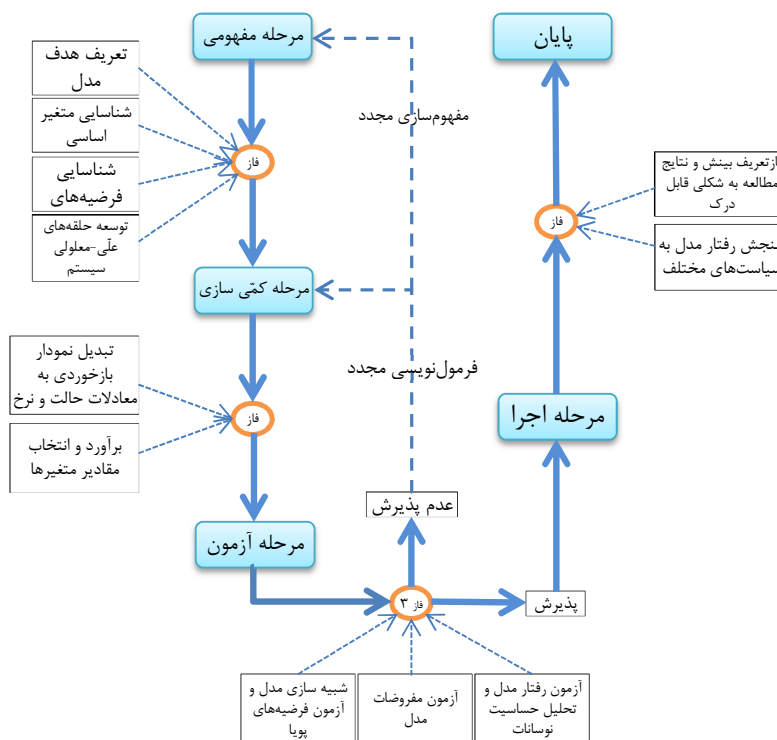 مرحله مفهومی
تعریف هدف
مدل
شناسایی متغیر
اساسی
شناسایی
فرضیه‌های
توسعه حلقه‌های
علّی-معلولی
سیستم
فاز
مرحله کمّی سازی
تبدیل نمودار
بازخوردی به
معادلات حالت و نرخ
برآورد و انتخاب
مقادیر متغیرها
فاز
مرحله آزمون
فاز ۳
شبیه سازی مدل و
آزمون فرضیه‌های
پویا
آزمون مفروضات
مدل
آزمون رفتار مدل و
تحلیل حساسیت
نوسانات
عدم پذیرش
فرمول‌نویسی مجدد
مفهوم‌سازی مجدد
پذیرش
مرحله اجرا
فاز
ازتعریف بینش و نتایج
مطالعه به شکلی قابل
درک
سنجش رفتار مدل به
سیاست‌های مختلف
پایان